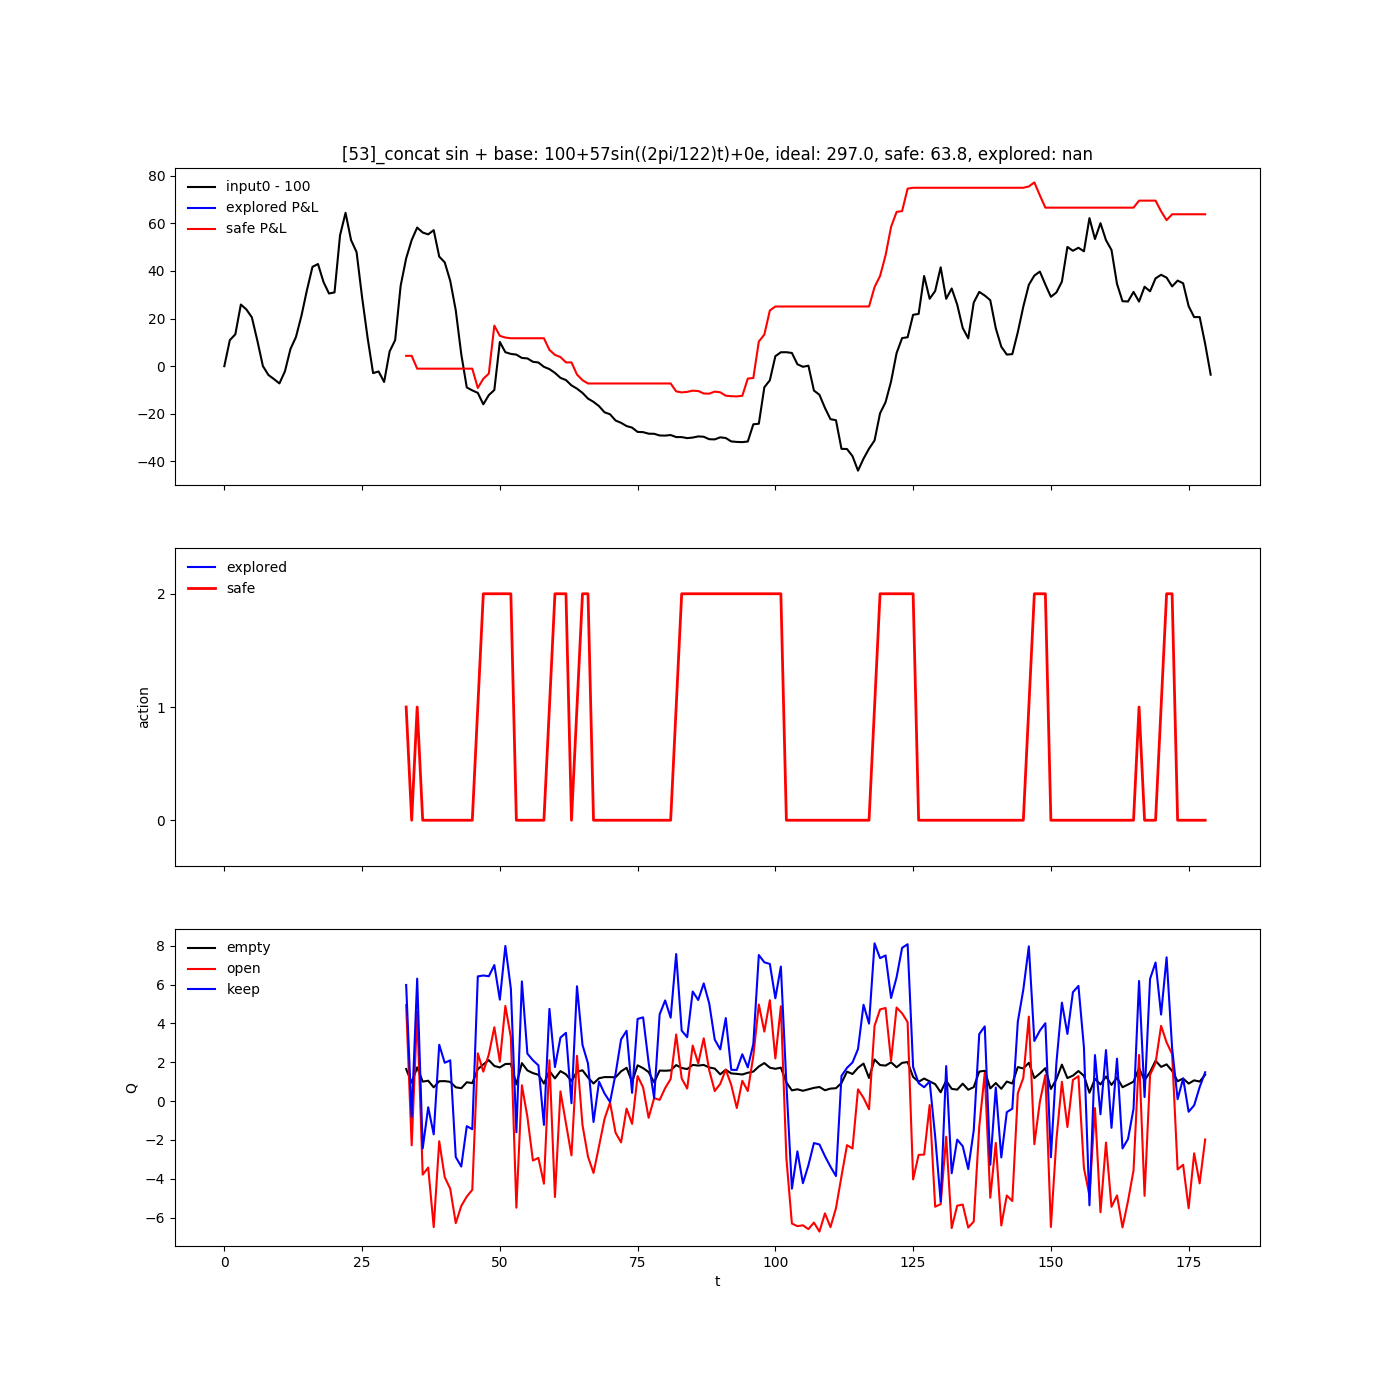 [53]_concat sin + base: 100+57sin((2pi/122)t)+0e, ideal: 297.0, safe: 63.8, explored: nan
80
60
40
20
0
−20
−40
input0 - 100
explored P&L
safe P&L
2
1
0
action
explored
safe
8
6
4
2
0
−2
−4
−6
Q
empty
open
keep
0 25 50 75 100 125 150 175
t